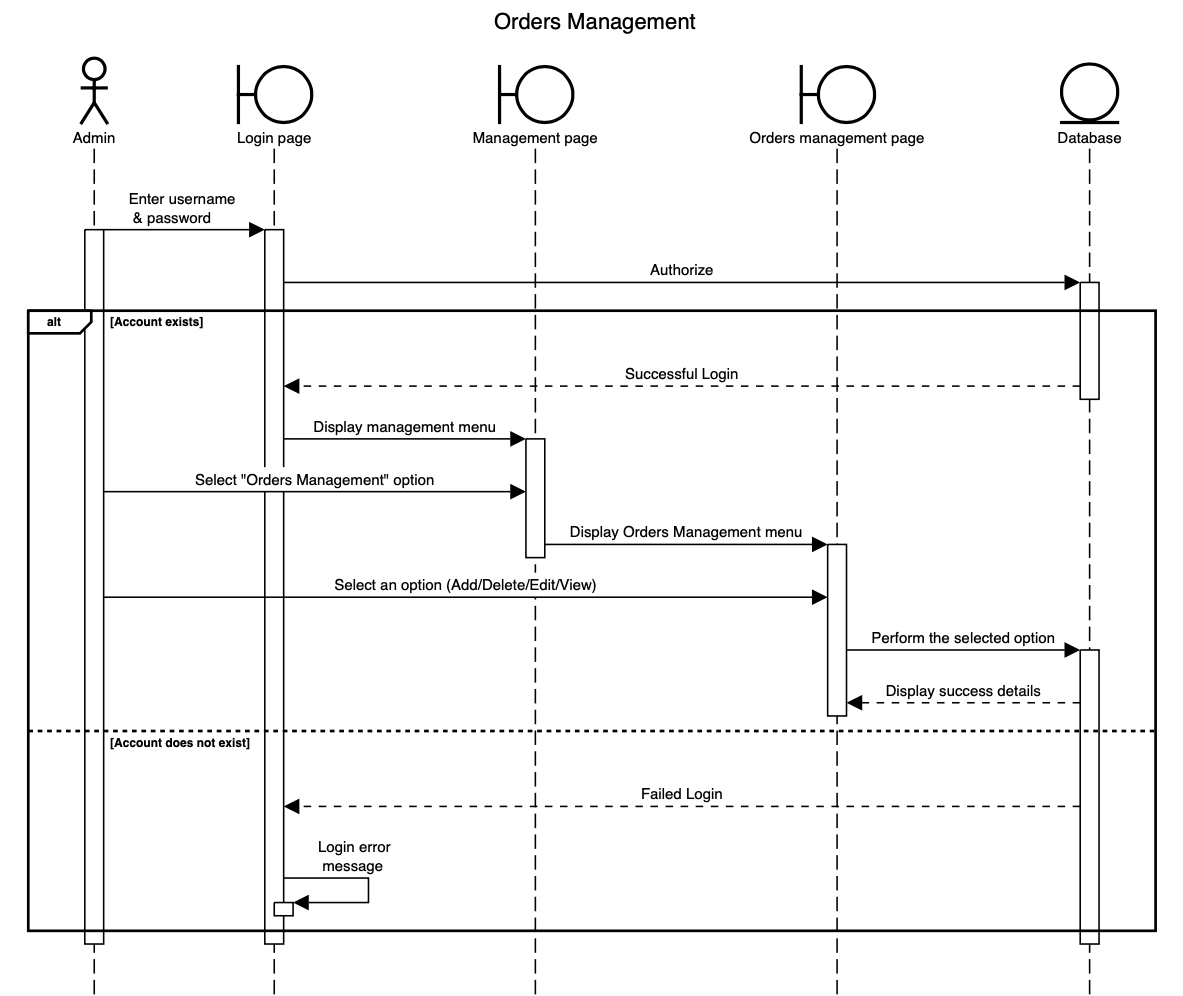 Orders Management
Admin
Login page
Management page
Orders management page
Database
Enter username
& password
Authorize
alt
[Account exists]
Successful Login
Display management menu
Select "Orders Management" option
Display Orders Management menu
Select an option (Add/Delete/Edit/View)
Perform the selected option
Display success details
[Account does not exist]
Failed Login
Login error
message